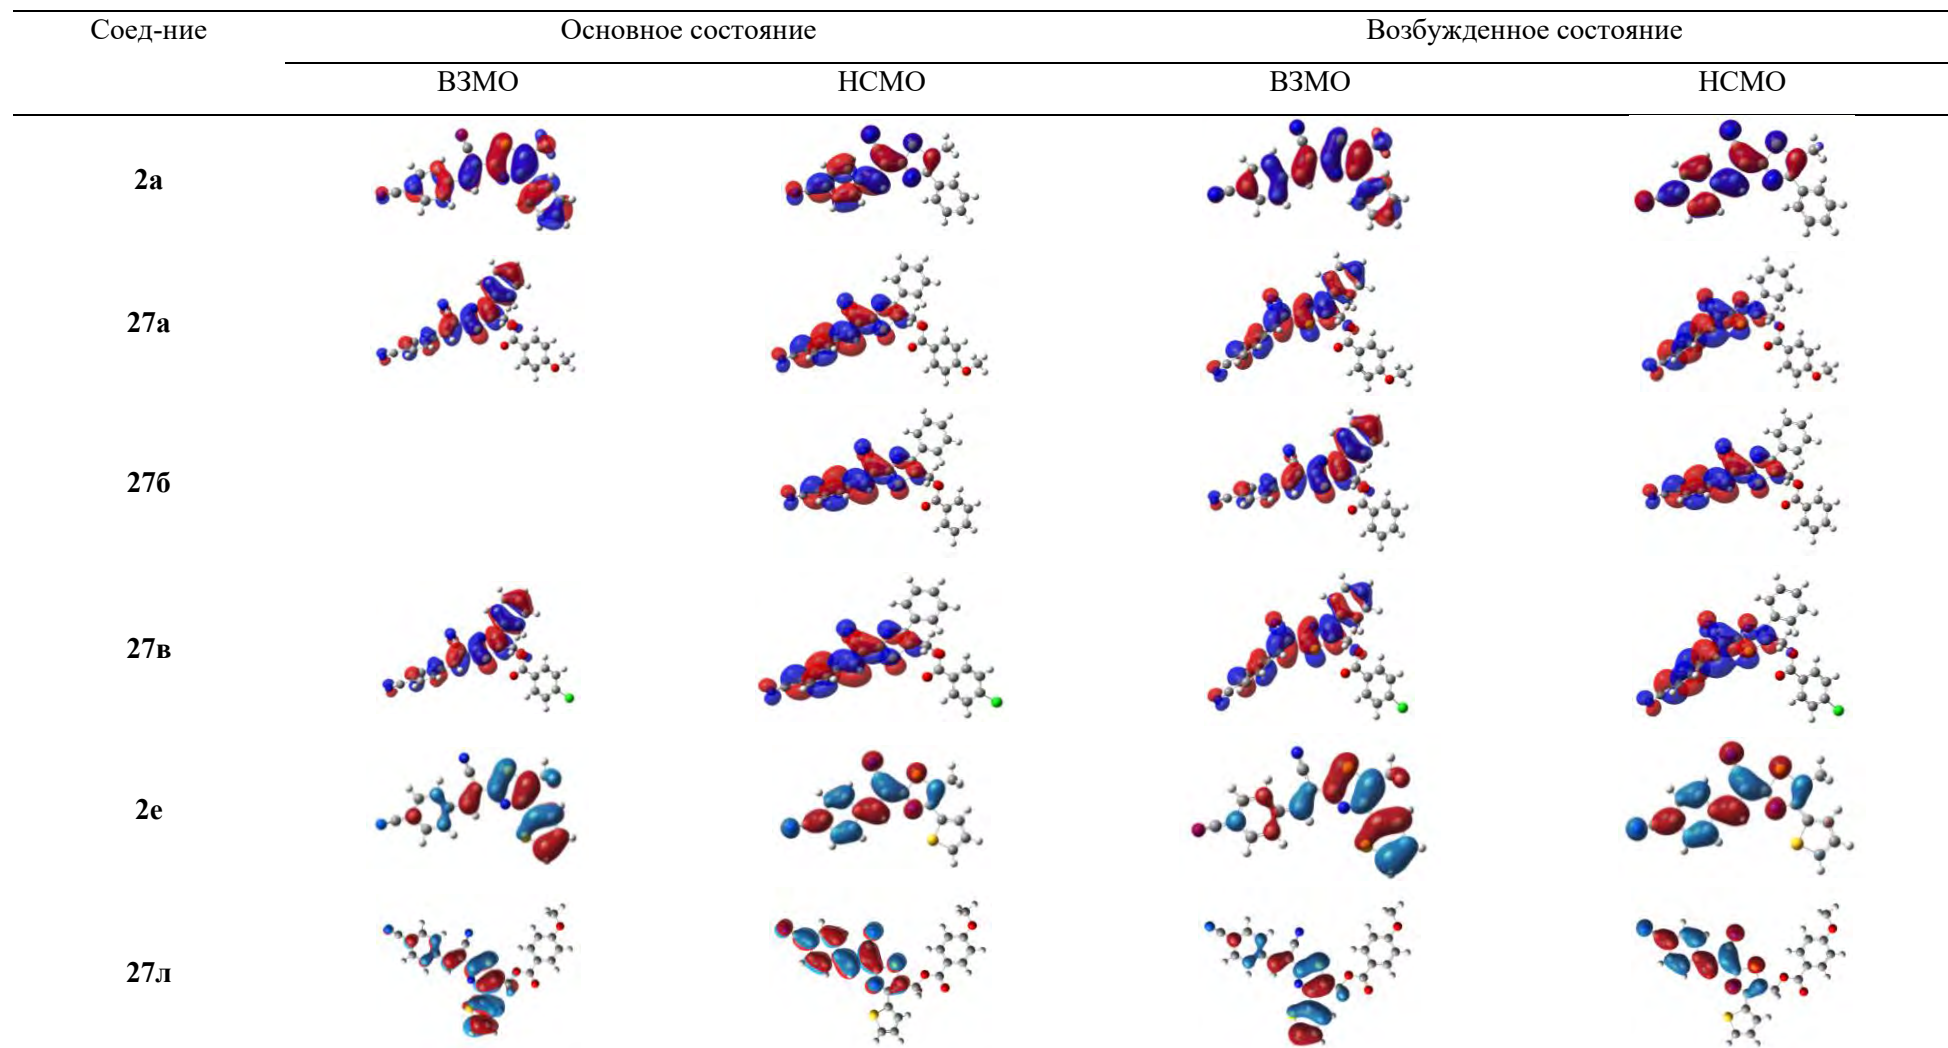 Соед-ние Основное состояние Возбужденное состояние
ВЗМО НСМО ВЗМО НСМО
2а
27а
27б
27в
2е
27л